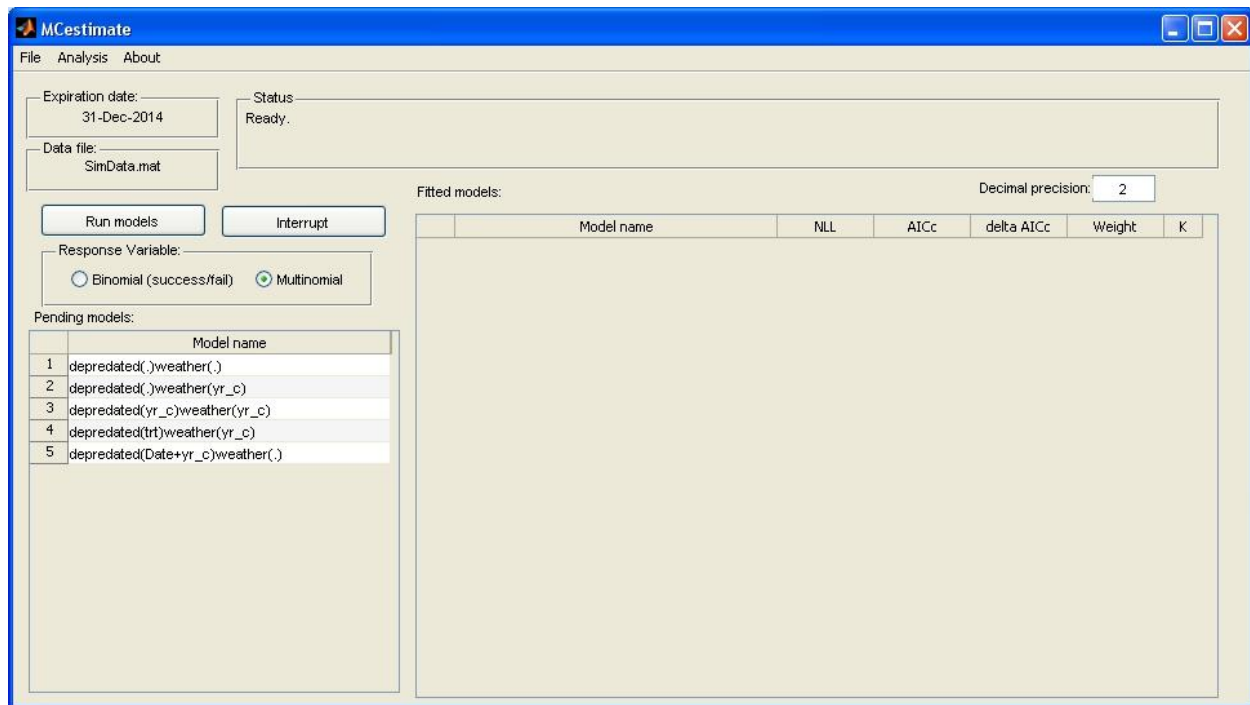 MCestimate
File Analysis About
Expiration date:
31-Dec-2014
Status
Ready.
Data file:
SimData.mat
Fitted models:
Decimal precision: 2
Run models
Interrupt
Model name NLL AICc delta AICc Weight K
Response Variable:
Binomial (success/fail) Multinomial
Pending models:
Model name
1 depredated(.)weather(.)
2 depredated(.)weather(yr_c)
3 depredated(yr_c)weather(yr_c)
4 depredated(trt)weather(yr_c)
5 depredated(Date+yr_c)weather(.)